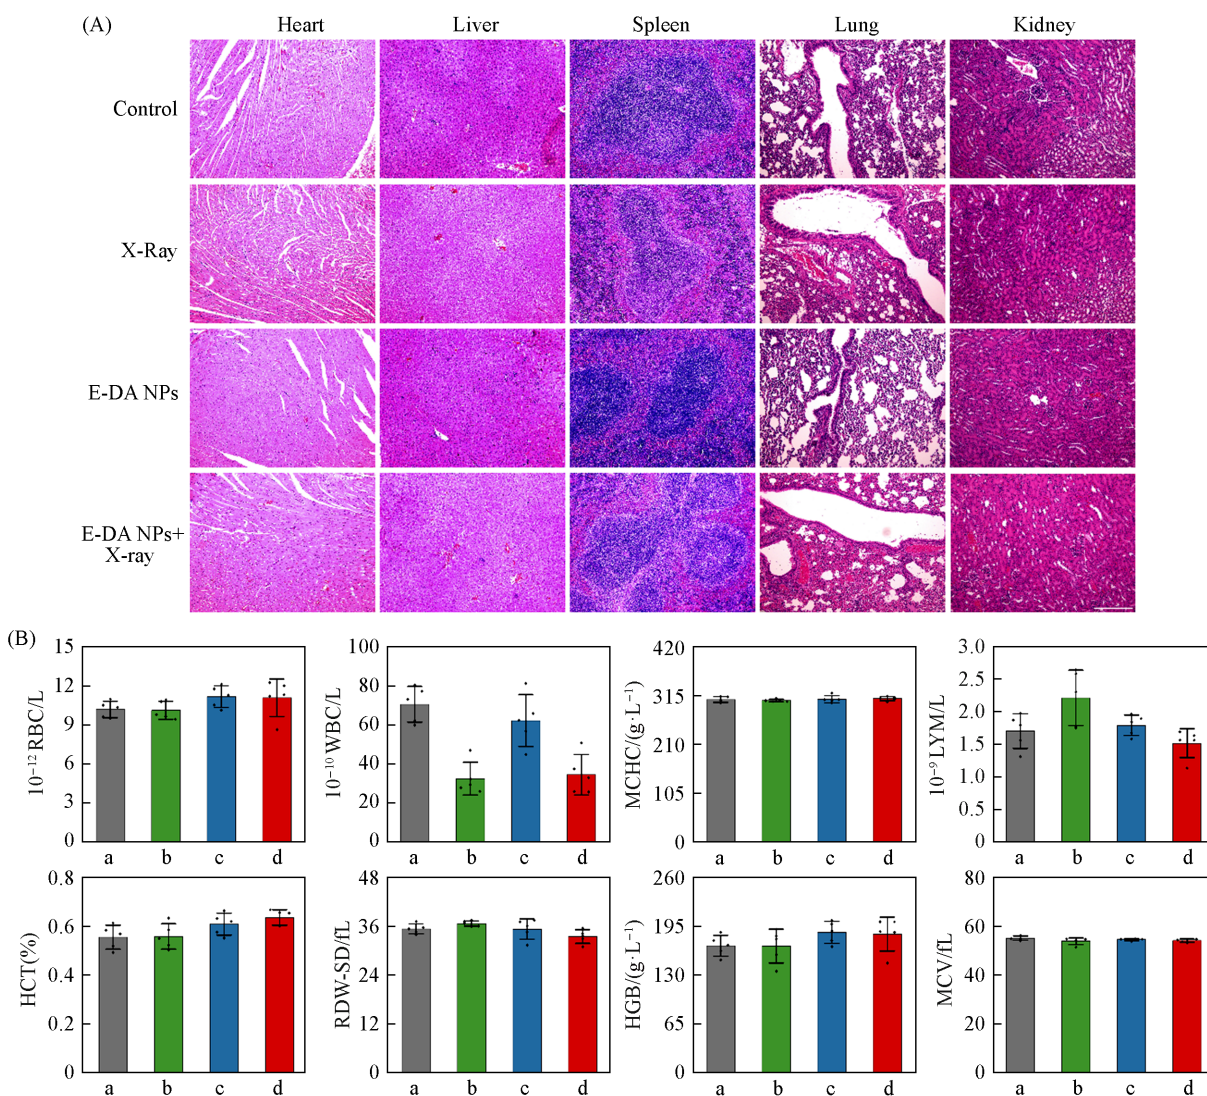 (A)
Heart Liver Spleen Lung Kidney
Control
X-Ray
E-DA NPs
E-DA NPs+
X-ray
(B)
10⁻¹² RBC/L
15
12
9
6
3
0
a b c d
10⁻¹⁰ WBC/L
100
80
60
40
20
0
a b c d
MCHC/(g·L⁻¹)
420
315
210
105
0
a b c d
10⁻⁹ LYM/L
3.0
2.5
2.0
1.5
1.0
0.5
0
a b c d
HCT(%)
0.8
0.6
0.4
0.2
0
a b c d
RDW-SD/fL
48
36
24
12
0
a b c d
HGB/(g·L⁻¹)
260
195
130
65
0
a b c d
MCV/fL
80
60
40
20
0
a b c d